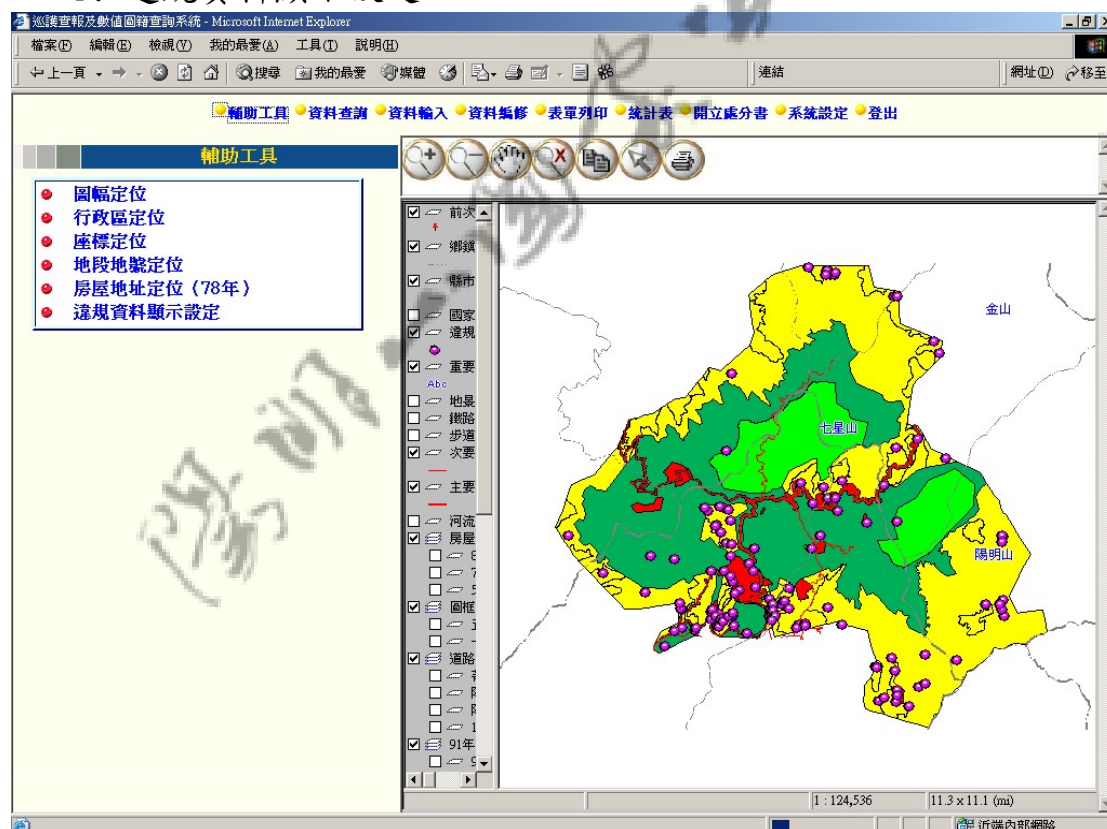 巡護查報及數值圖籍查詢系統 - Microsoft Internet Explorer
檔案(F) 編輯(E) 檢視(V) 我的最愛(A) 工具(T) 說明(H)
上一頁 搜尋 我的最愛 媒體 連結 網址(D) 移至
輔助工具 資料查詢 資料輸入 資料編修 表單列印 統計表 開立處分書 系統設定 登出
輔助工具
圖幅定位
行政區定位
座標定位
地段地號定位
房屋地址定位（78年）
違規資料顯示設定
前次
鄉鎮
縣市
國家
違規
重要
Abc
地景
鐵路
步道
次要
主要
河流
房屋
圖框
道路
91年
金山
七星山
陽明山
1 : 124,536
11.3 x 11.1 (mi)
近端內部網路